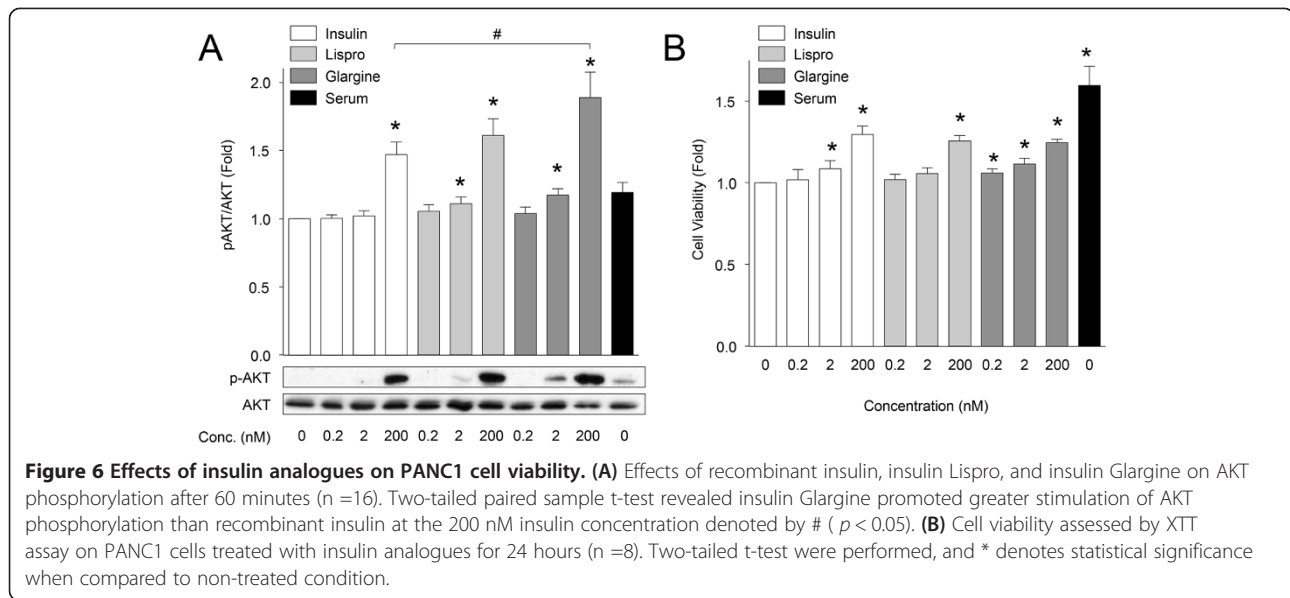 A
Insulin
Lispro
Glargine
Serum
#
*
*
*
*
*
pAKT/AKT (Fold)
2.0
1.5
1.0
0.5
0.0
p-AKT
AKT
Conc. (nM) 0 0.2 2 200 0.2 2 200 0.2 2 200 0
B
Insulin
Lispro
Glargine
Serum
*
*
*
*
*
*
*
Cell Viability (Fold)
1.5
1.0
0.5
0.0
0 0.2 2 200 0.2 2 200 0.2 2 200 0
Concentration (nM)
Figure 6 Effects of insulin analogues on PANC1 cell viability. (A) Effects of recombinant insulin, insulin Lispro, and insulin Glargine on AKT
phosphorylation after 60 minutes (n =16). Two-tailed paired sample t-test revealed insulin Glargine promoted greater stimulation of AKT
phosphorylation than recombinant insulin at the 200 nM insulin concentration denoted by # ( p < 0.05). (B) Cell viability assessed by XTT
assay on PANC1 cells treated with insulin analogues for 24 hours (n =8). Two-tailed t-test were performed, and * denotes statistical significance
when compared to non-treated condition.